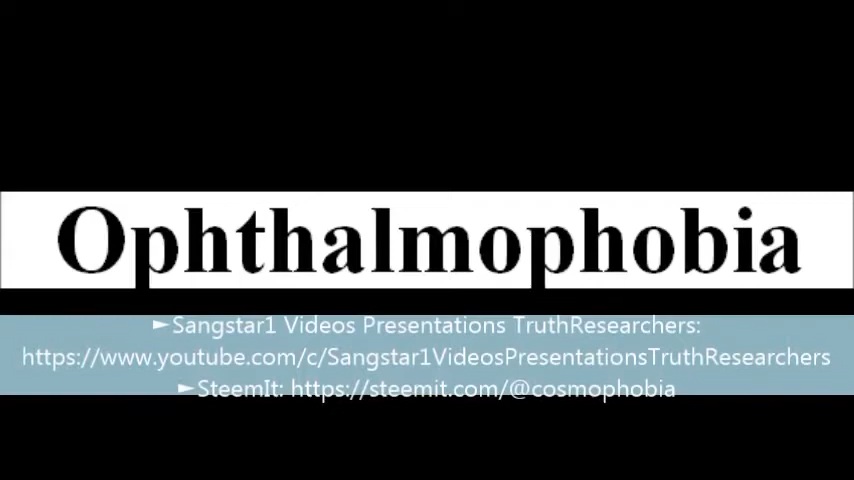 Ophthalmophobia
►Sangstar1 Videos Presentations TruthResearchers:
https://www.youtube.com/c/Sangstar1VideosPresentationsTruthResearchers
►SteemIt: https://steemit.com/@cosmophobia